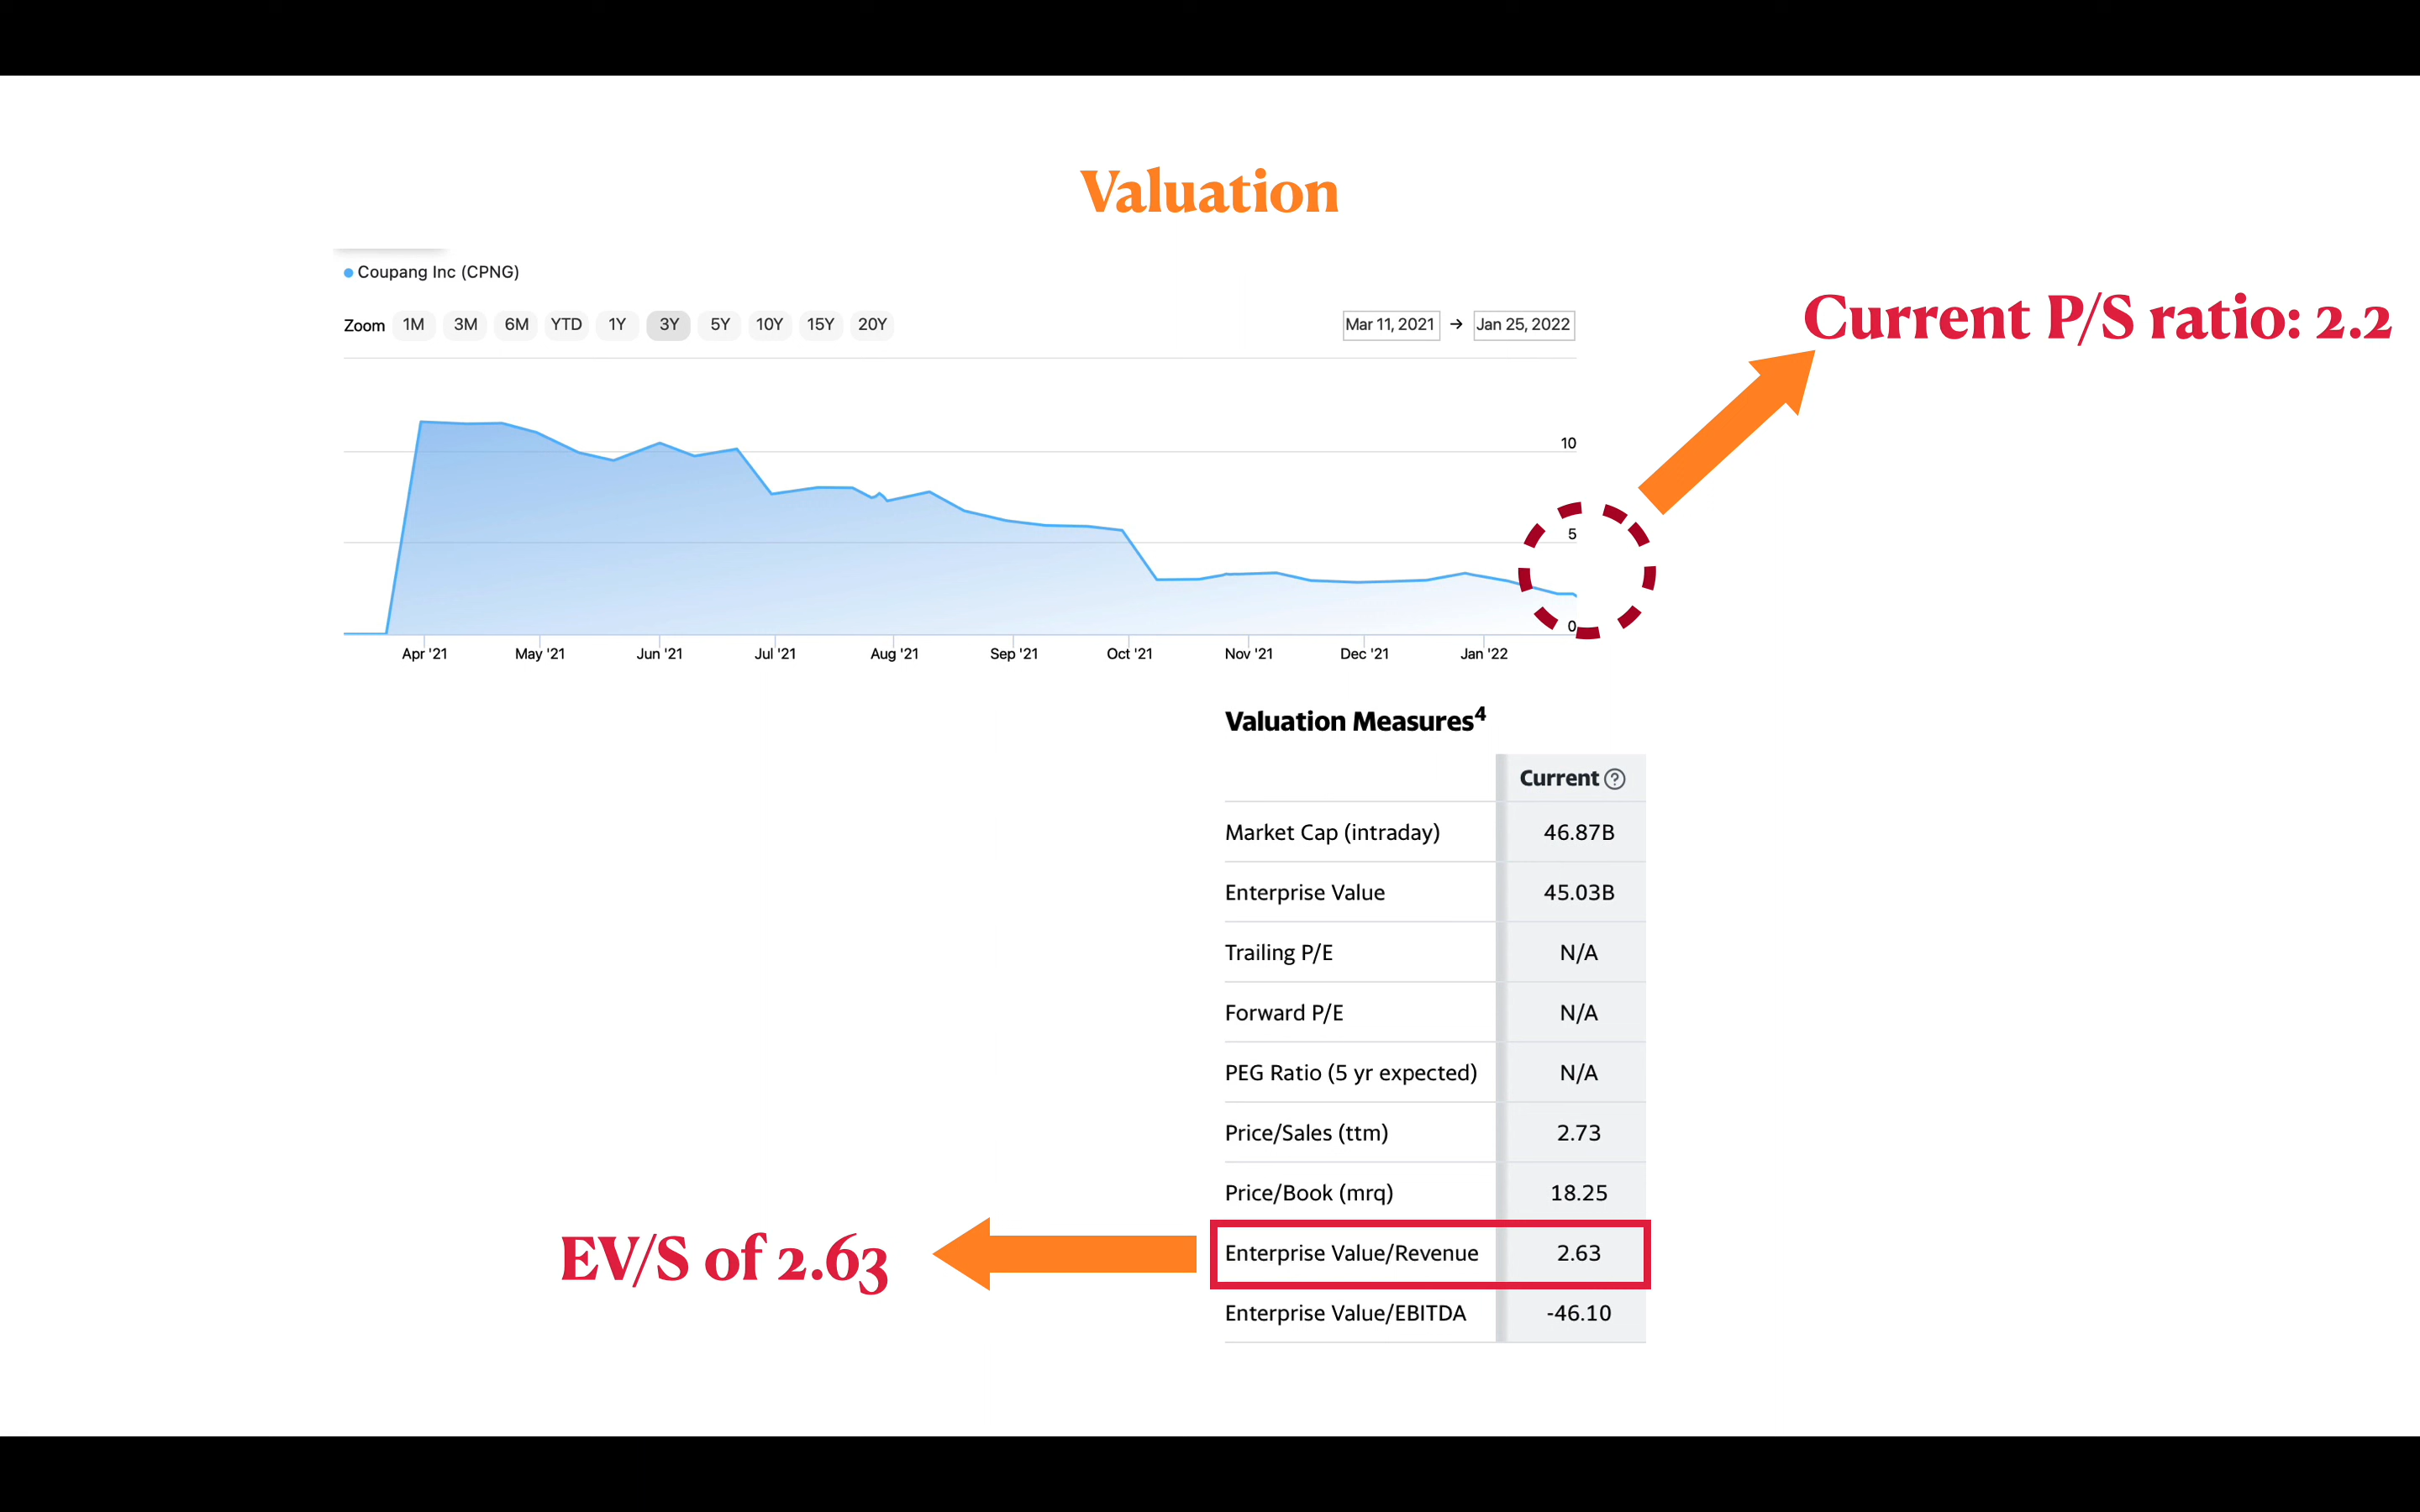 Valuation
Coupang Inc (CPNG)
Zoom 1M 3M 6M YTD 1Y 3Y 5Y 10Y 15Y 20Y
Mar 11, 2021 → Jan 25, 2022
Current P/S ratio: 2.2
10
5
0
Apr '21 May '21 Jun '21 Jul '21 Aug '21 Sep '21 Oct '21 Nov '21 Dec '21 Jan '22
Valuation Measures4
Current ?
Market Cap (intraday) 46.87B
Enterprise Value 45.03B
Trailing P/E N/A
Forward P/E N/A
PEG Ratio (5 yr expected) N/A
Price/Sales (ttm) 2.73
Price/Book (mrq) 18.25
Enterprise Value/Revenue 2.63
EV/S of 2.63
Enterprise Value/EBITDA -46.10